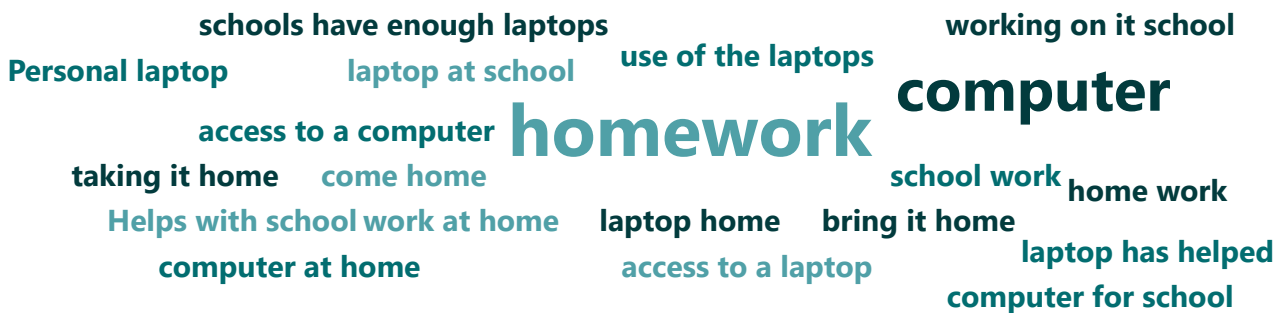 schools have enough laptops
working on it school
use of the laptops
Personal laptop
laptop at school
computer
access to a computer
homework
taking it home
come home
school work
home work
Helps with school work at home
laptop home
bring it home
laptop has helped
computer at home
access to a laptop
computer for school